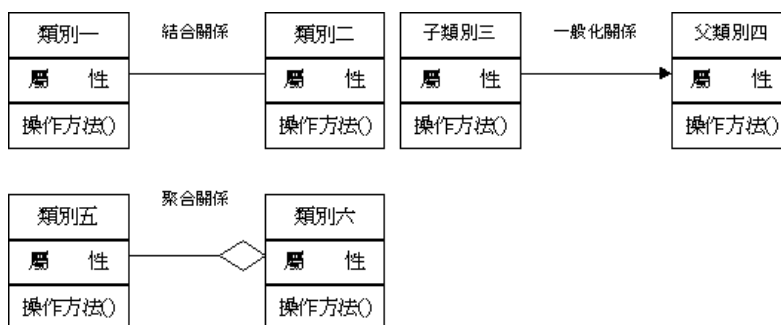 類別一
結合關係
類別二
屬 性
屬 性
操作方法()
操作方法()
子類別三
一般化關係
父類別四
屬 性
屬 性
操作方法()
操作方法()
類別五
聚合關係
類別六
屬 性
屬 性
操作方法()
操作方法()